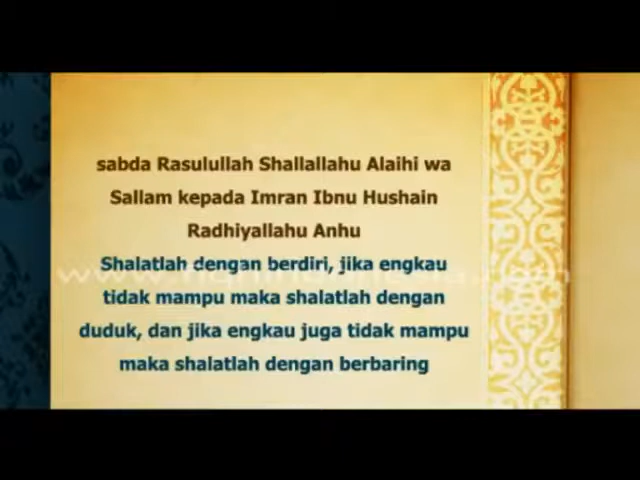 sabda Rasulullah Shallallahu Alaihi wa
Sallam kepada Imran Ibnu Hushain
Radhiyallahu Anhu
Shalatlah dengan berdiri, jika engkau
tidak mampu maka shalatlah dengan
duduk, dan jika engkau juga tidak mampu
maka shalatlah dengan berbaring